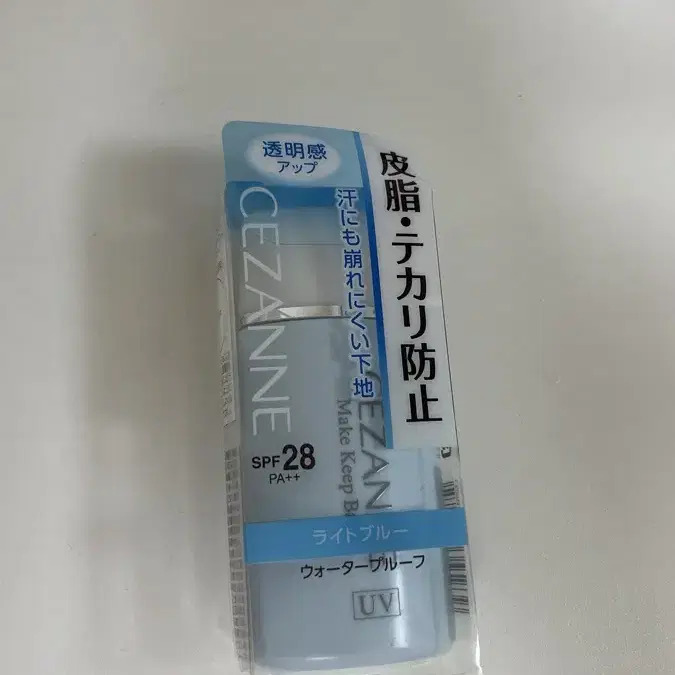 透明感
アップ
皮脂・テカリ防止
汗にも崩れにくい下地
CEZANNE
SPF 28
PA++
CEZAN
Make Keep B
ライトブルー
ウォータープルーフ
UV